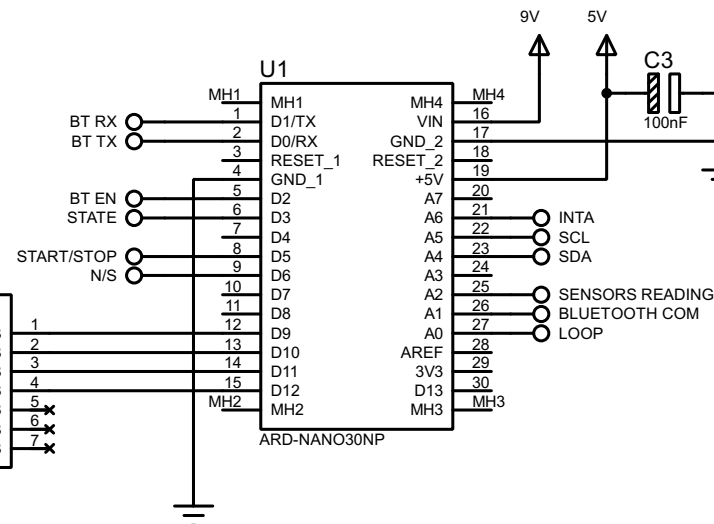 9V 5V
U1 C3
MH1 MH1 MH4 MH4
BT RX 1 D1/TX VIN 16 100nF
BT TX 2 D0/RX GND_2 17
3 RESET_1 RESET_2 18
4 GND_1 +5V 19
BT EN 5 D2 A7 20
STATE 6 D3 A6 21 INTA
7 D4 A5 22 SCL
START/STOP 8 D5 A4 23 SDA
N/S 9 D6 A3 24
10 D7 A2 25 SENSORS READING
11 D8 A1 26 BLUETOOTH COM
1 12 D9 A0 27 LOOP
2 13 D10 AREF 28
3 14 D11 3V3 29
4 15 D12 D13 30
5 MH2 MH2 MH3 MH3
6
7
ARD-NANO30NP